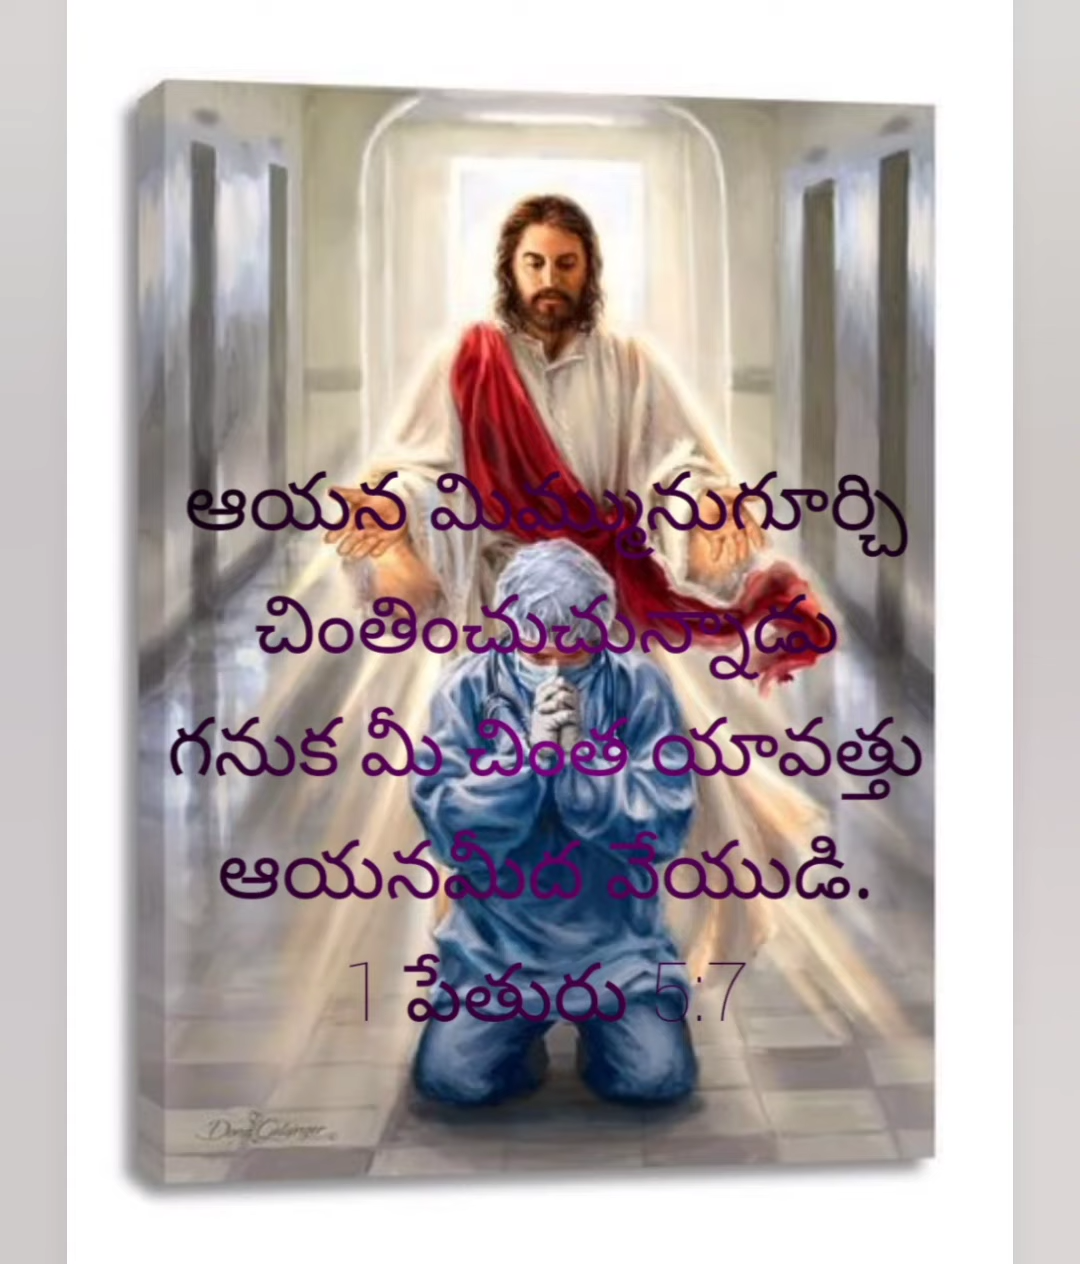 ఆయన మిమ్మునుగూర్చి
చింతించుచున్నాడు
గనుక మీ చింత యావత్తు
ఆయనమీద వేయుడి.
1 పేతురు 5:7